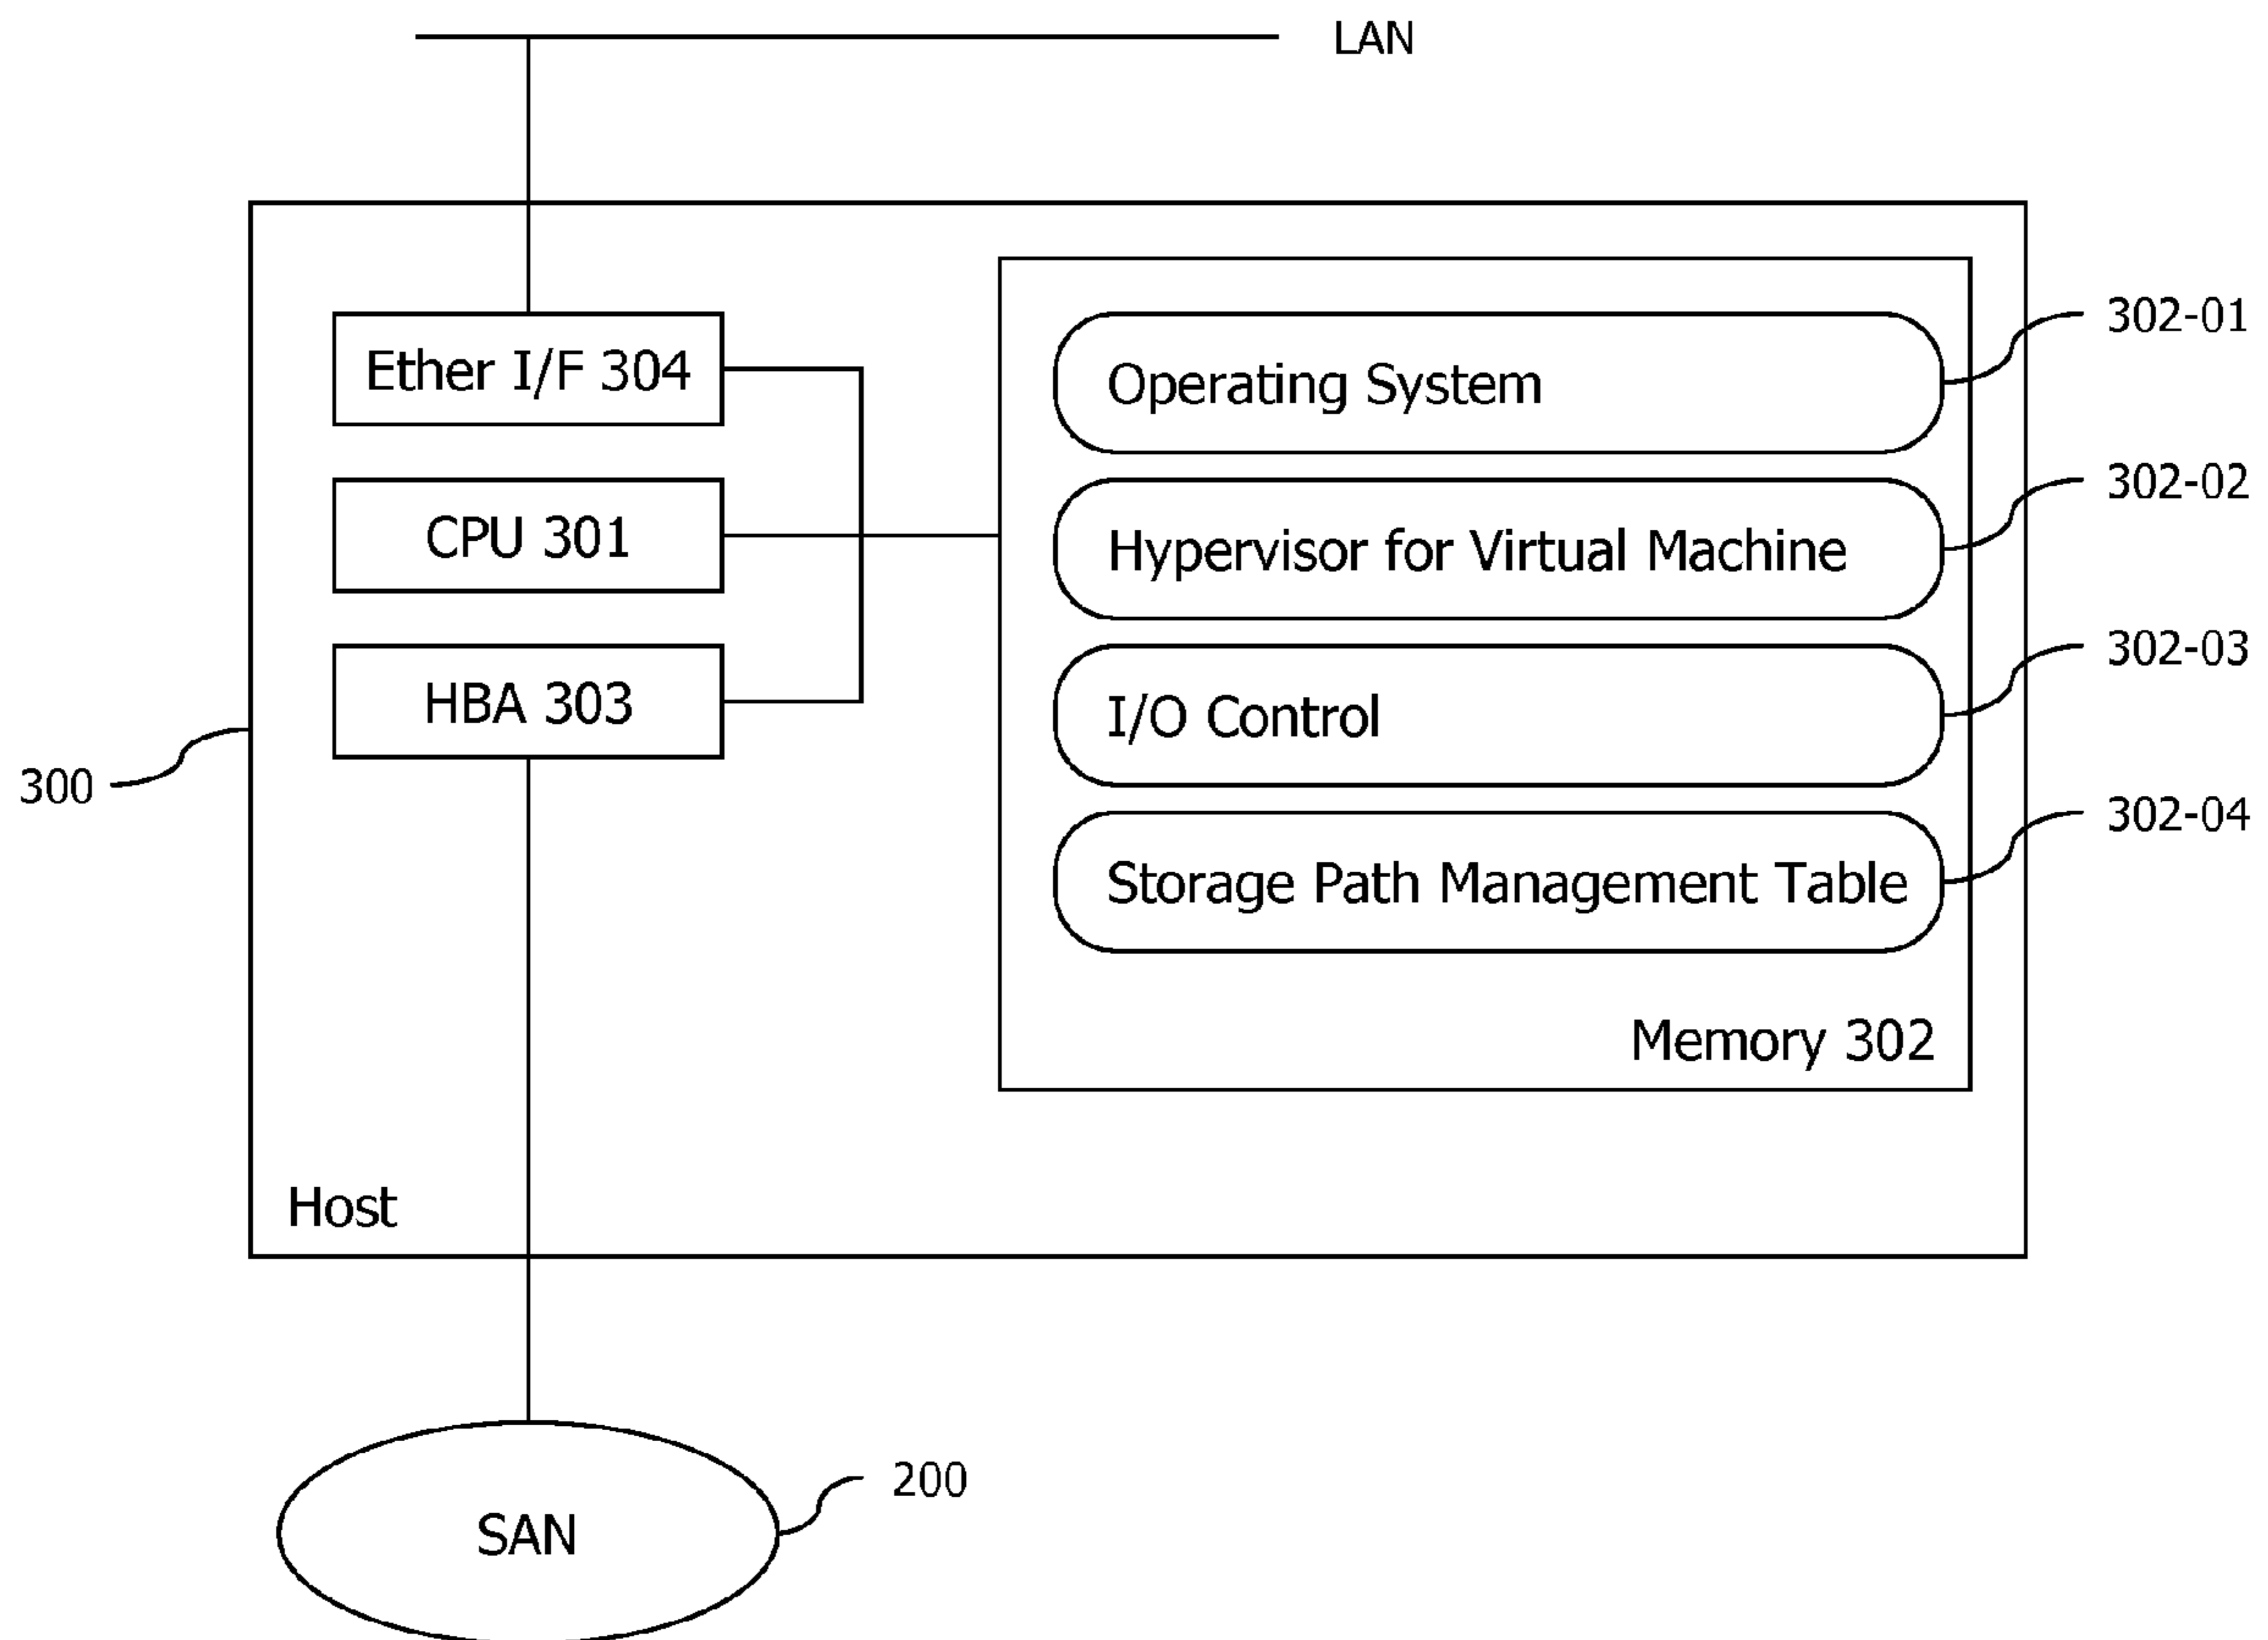 LAN
Ether I/F 304
CPU 301
HBA 303
300
Operating System
302-01
Hypervisor for Virtual Machine
302-02
I/O Control
302-03
Storage Path Management Table
302-04
Memory 302
Host
SAN
200